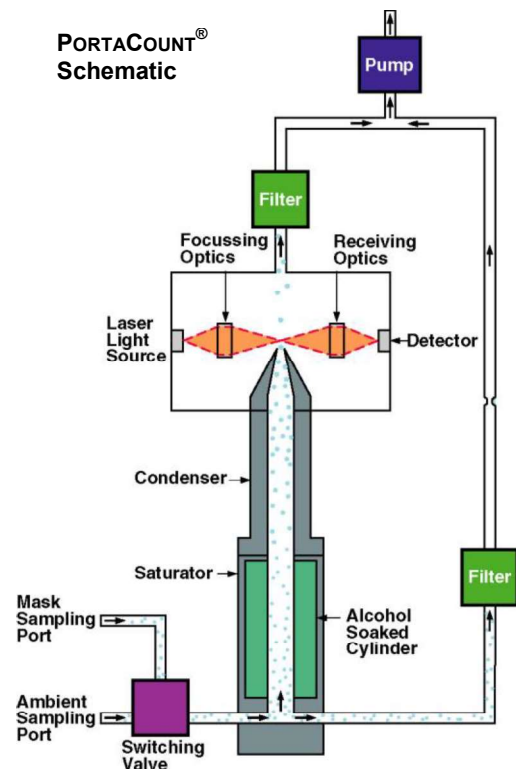 PORTACOUNT®
Schematic
Pump
Filter
Focussing
Optics
Receiving
Optics
Laser
Light
Source
Detector
Condenser
Saturator
Filter
Mask
Sampling
Port
Alcohol
Soaked
Cylinder
Ambient
Sampling
Port
Switching
Valve